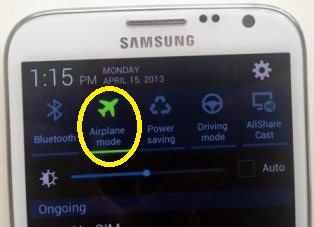 SAMSUNG
1:15 PM MONDAY
APRIL 15, 2013
Bluetooth
Airplane
mode
Power
saving
Driving
mode
AllShare
Cast
Auto
Ongoing
SIM